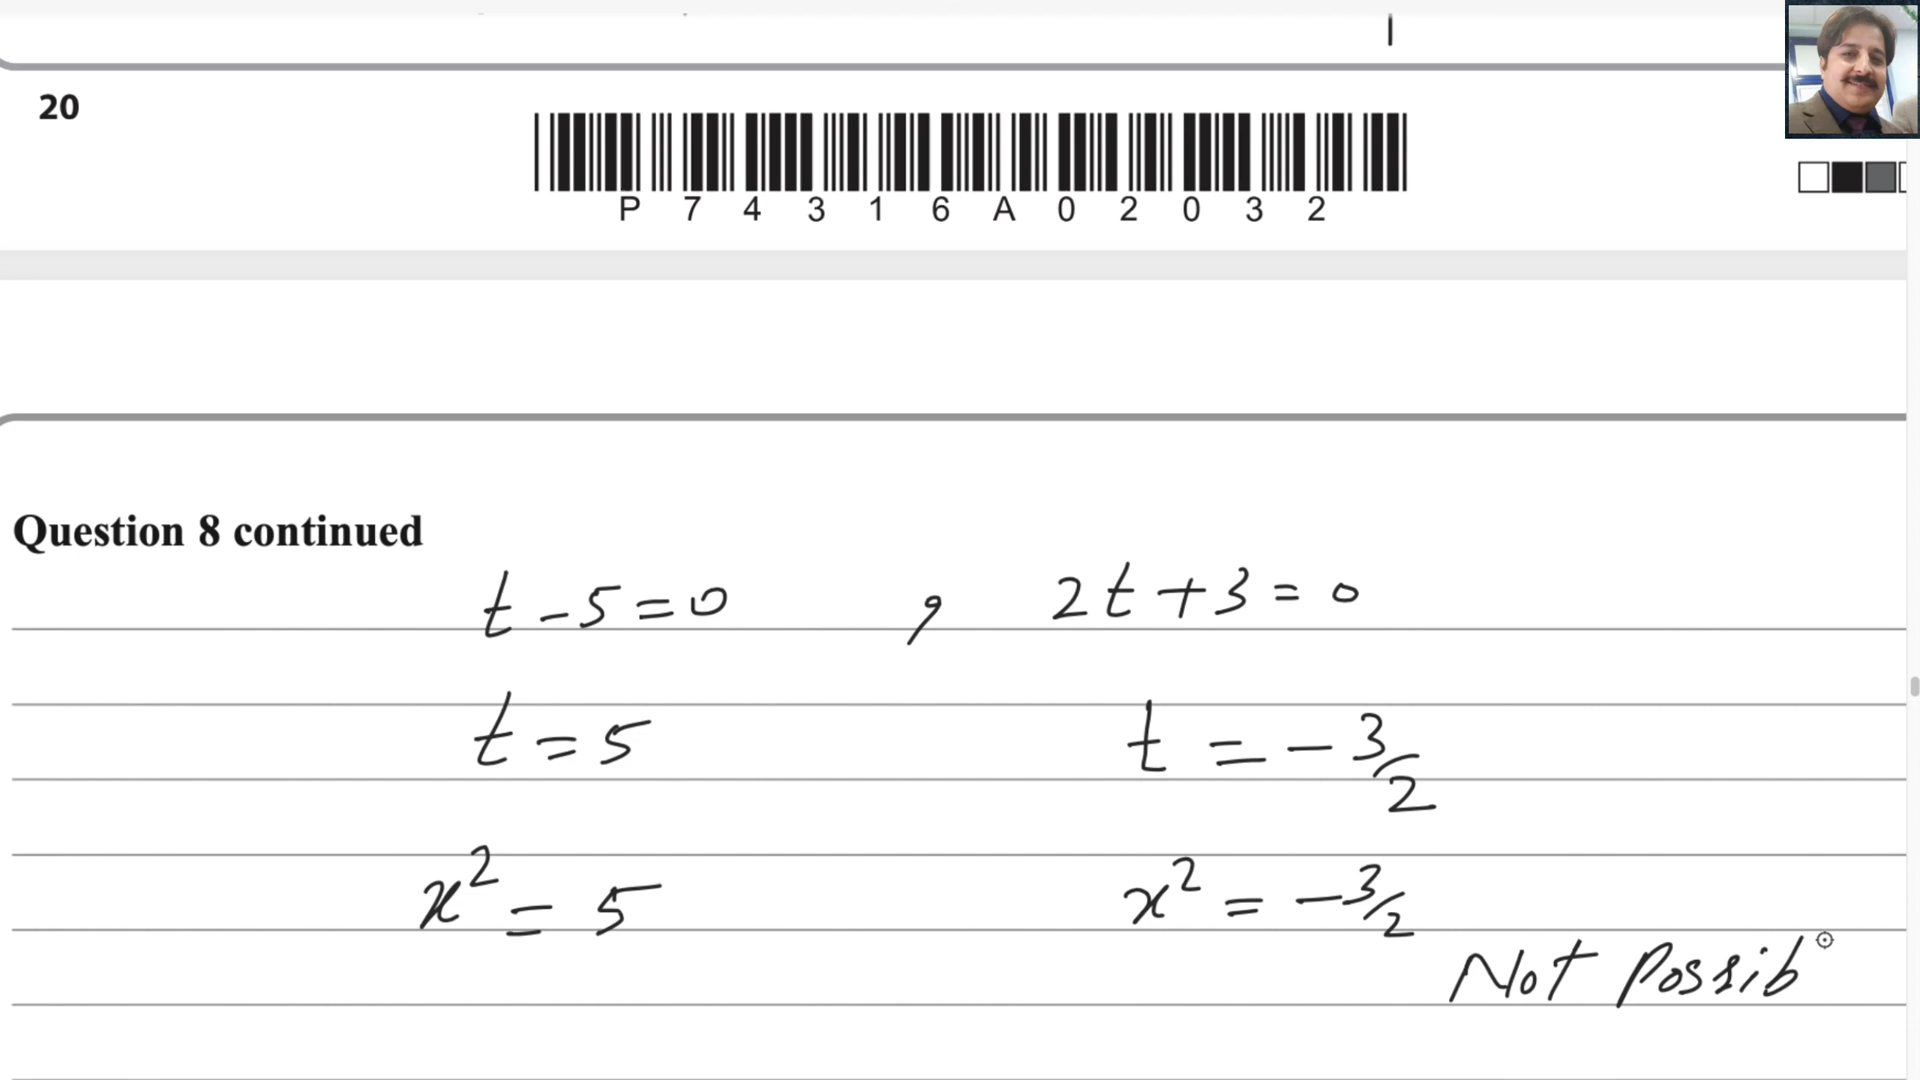 20
P 7 4 3 1 6 A 0 2 0 3 2
Question 8 continued
t - 5 = 0 , 2t + 3 = 0
t = 5 t = -3/2
x² = 5 x² = -3/2
Not Possib